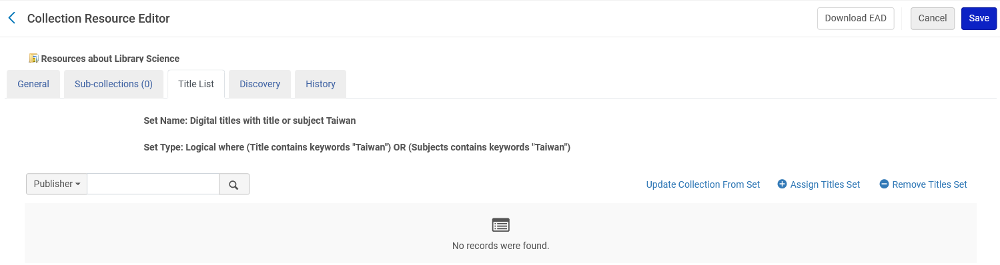 Collection Resource Editor
Download EAD
Cancel
Save
Resources about Library Science
General
Sub-collections (0)
Title List
Discovery
History
Set Name: Digital titles with title or subject Taiwan
Set Type: Logical where (Title contains keywords "Taiwan") OR (Subjects contains keywords "Taiwan")
Publisher
Update Collection From Set
Assign Titles Set
Remove Titles Set
No records were found.